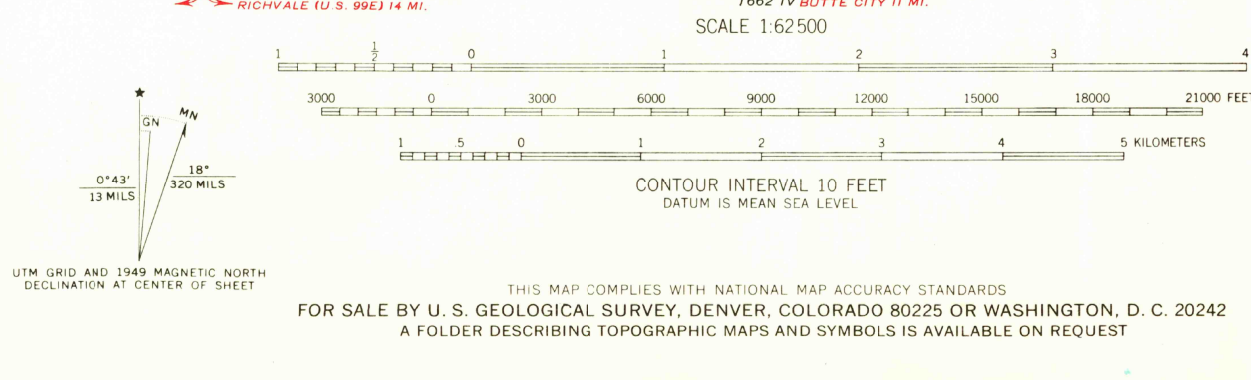 RICHVALE (U.S. 99E) 14 MI.
1662 IV BUTTE CITY 11 MI.
SCALE 1:62500
1 1/2 0 1 2 3 4
3000 0 3000 6000 9000 12000 15000 18000 21000 FEET
1 .5 0 1 2 3 4 5 KILOMETERS
CONTOUR INTERVAL 10 FEET
DATUM IS MEAN SEA LEVEL
★
GN
MN
0°43'
13 MILS
18°
320 MILS
UTM GRID AND 1949 MAGNETIC NORTH
DECLINATION AT CENTER OF SHEET
THIS MAP COMPLIES WITH NATIONAL MAP ACCURACY STANDARDS
FOR SALE BY U. S. GEOLOGICAL SURVEY, DENVER, COLORADO 80225 OR WASHINGTON, D. C. 20242
A FOLDER DESCRIBING TOPOGRAPHIC MAPS AND SYMBOLS IS AVAILABLE ON REQUEST